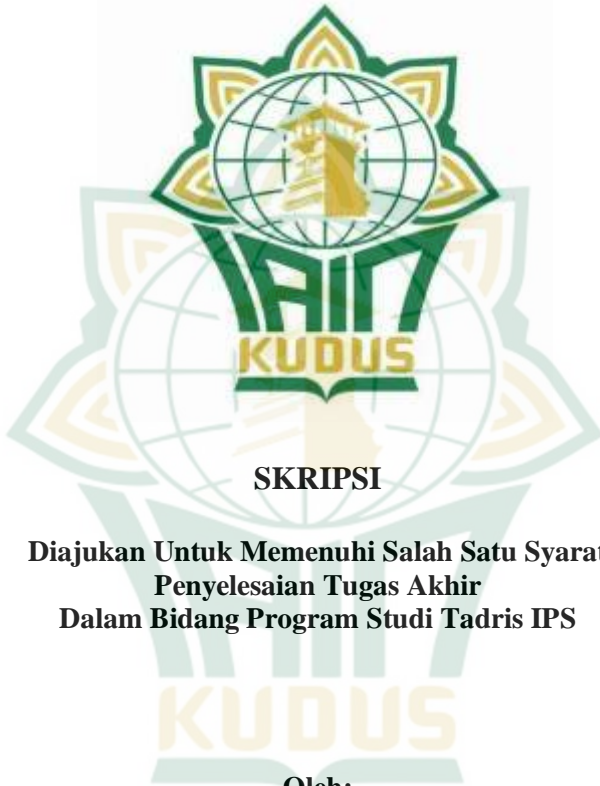 IAIN
KUDUS
SKRIPSI
Diajukan Untuk Memenuhi Salah Satu Syarat
Penyelesaian Tugas Akhir
Dalam Bidang Program Studi Tadris IPS
KUDUS
Oleh: